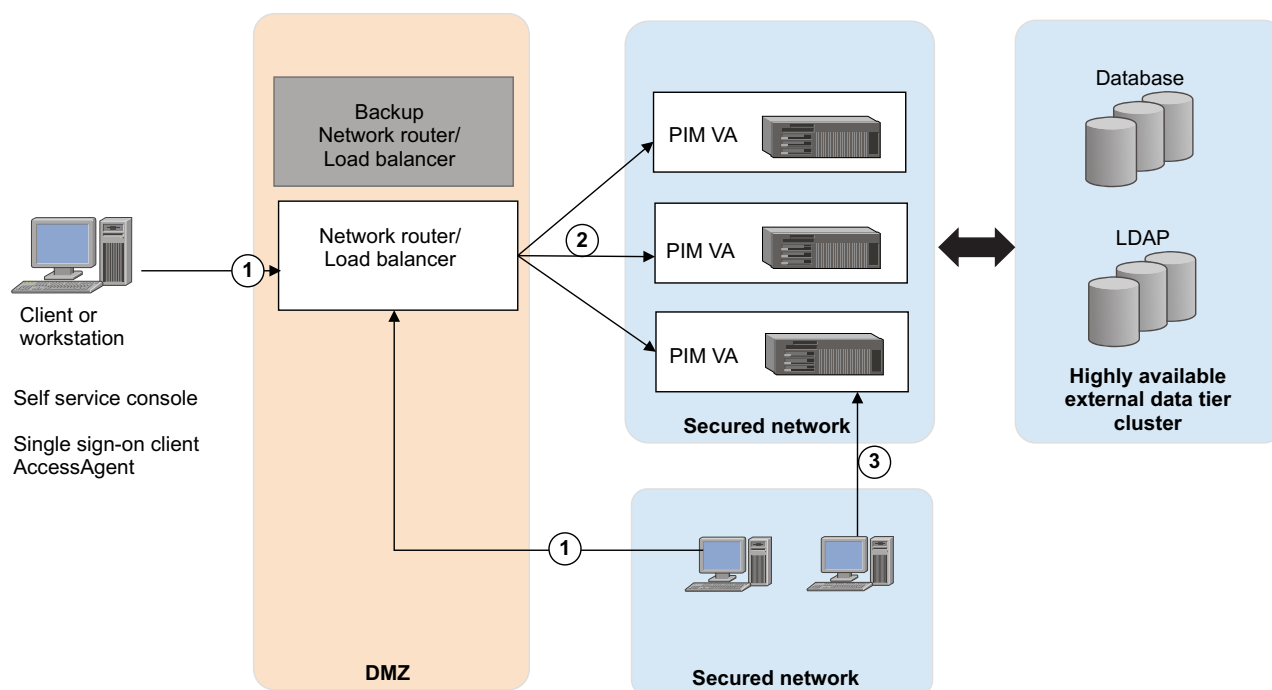 Backup
Network router/
Load balancer
Network router/
Load balancer
1
Client or
workstation
Self service console
Single sign-on client
AccessAgent
DMZ
PIM VA
2
PIM VA
PIM VA
Secured network
3
1
Secured network
Database
LDAP
Highly available
external data tier
cluster